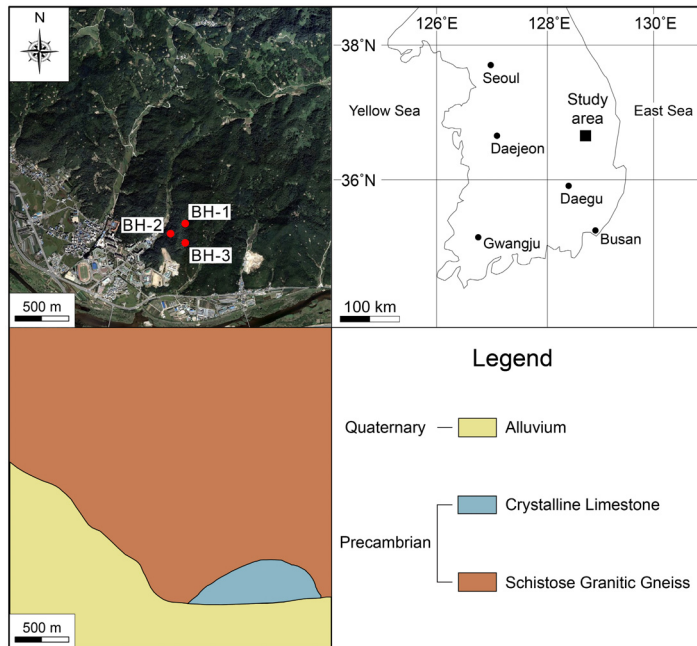 N
BH-1
BH-2
BH-3
500 m
126°E
128°E
130°E
38°N
Seoul
Yellow Sea
Study
area
East Sea
Daejeon
36°N
Daegu
Gwangju
Busan
100 km
500 m
Legend
Quaternary
Alluvium
Crystalline Limestone
Precambrian
Schistose Granitic Gneiss